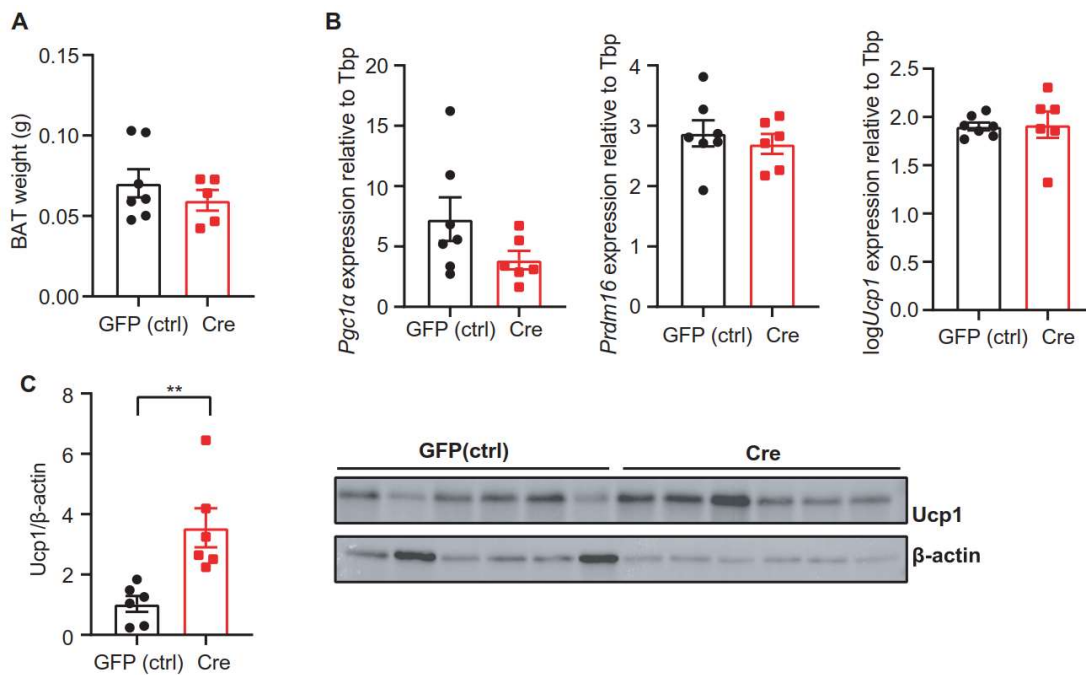 A
BAT weight (g)
0.15
0.10
0.05
0.00
GFP (ctrl) Cre
B
Pgc1α expression relative to Tbp
20
15
10
5
0
GFP (ctrl) Cre
Prdm16 expression relative to Tbp
4
3
2
1
0
GFP (ctrl) Cre
logUcp1 expression relative to Tbp
2.5
2.0
1.5
1.0
0.5
0.0
GFP (ctrl) Cre
C
Ucp1/β-actin
8
6
4
2
0
**
GFP (ctrl) Cre
GFP(ctrl) Cre
Ucp1
β-actin